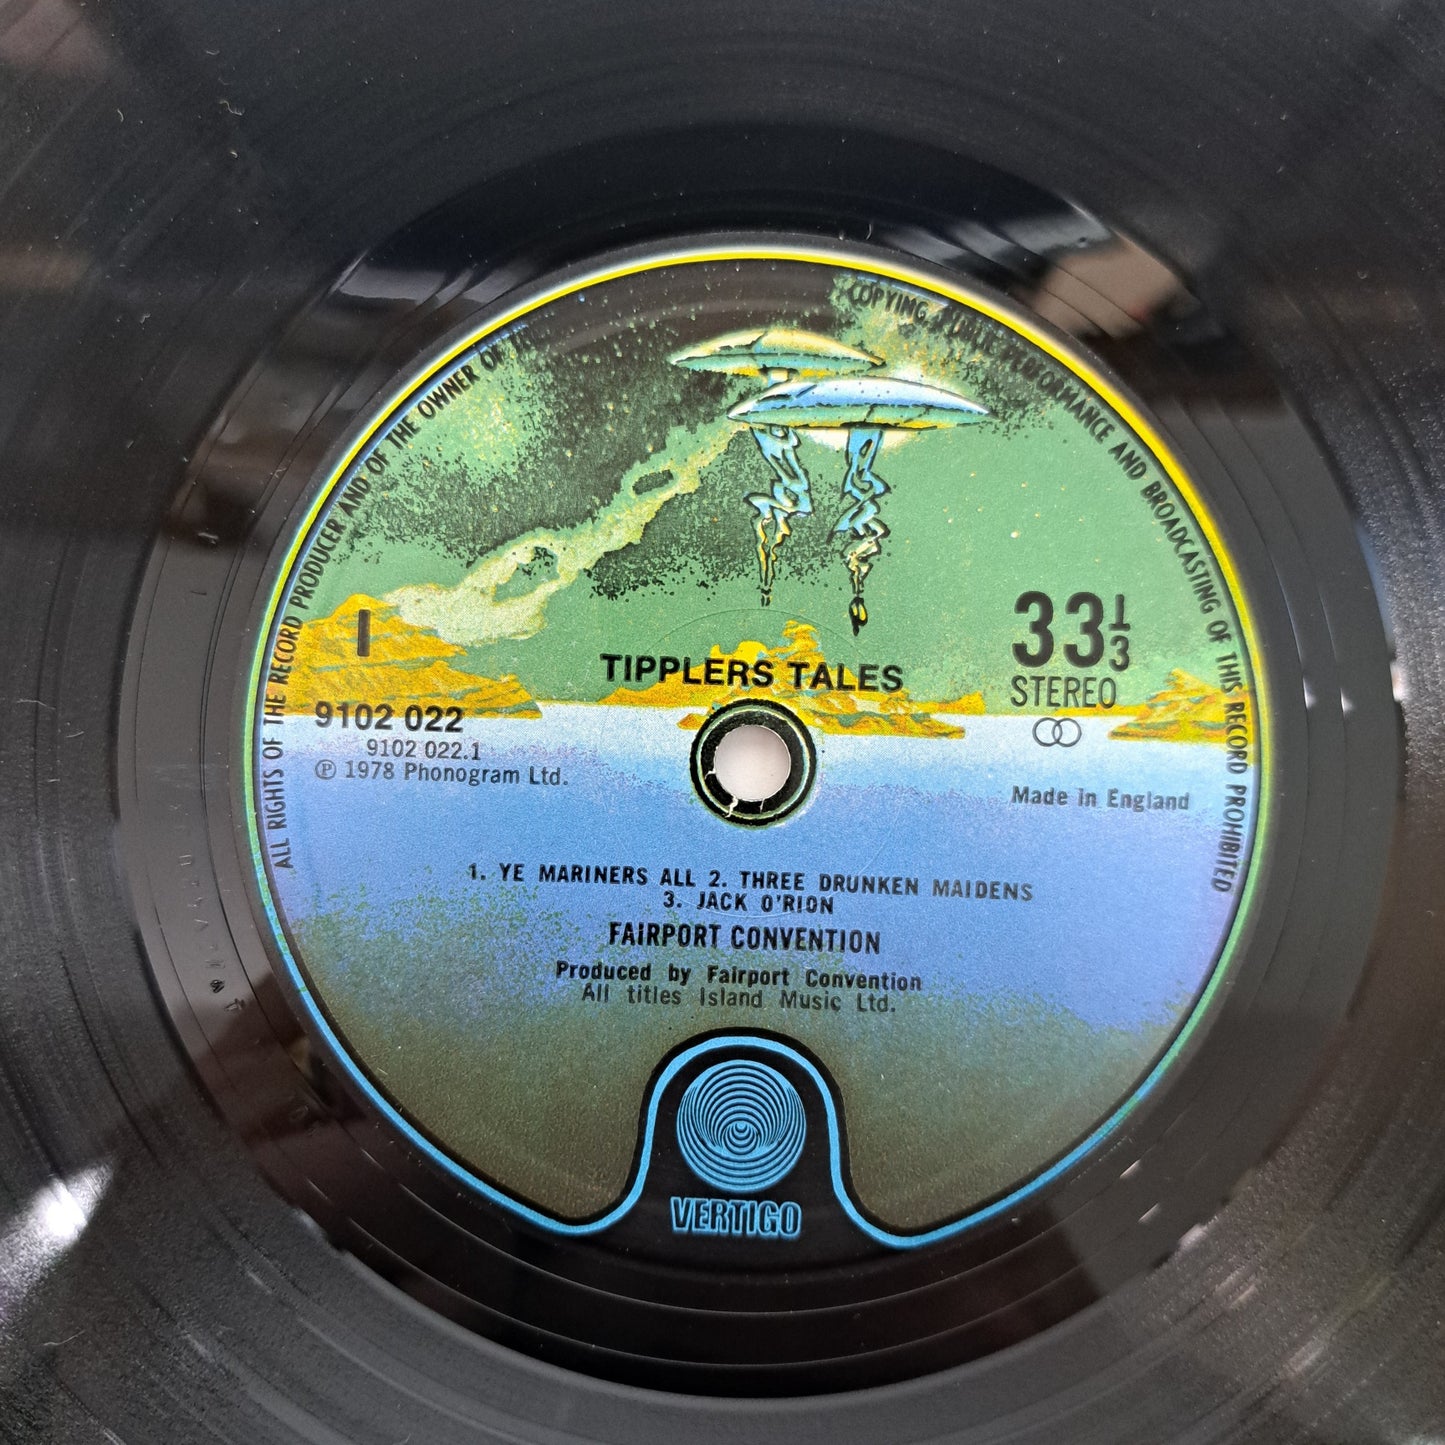 ALL RIGHTS OF THE RECORD PRODUCER AND OF THE OWNER OF
COPYING, PUBLIC PERFORMANCE AND BROADCASTING OF THIS RECORD PROHIBITED
I
TIPPLERS TALES
33 1/3
STEREO
9102 022
9102 022.1
℗ 1978 Phonogram Ltd.
Made in England
1. YE MARINERS ALL 2. THREE DRUNKEN MAIDENS
3. JACK O'RION
FAIRPORT CONVENTION
Produced by Fairport Convention
All titles Island Music Ltd.
VERTIGO